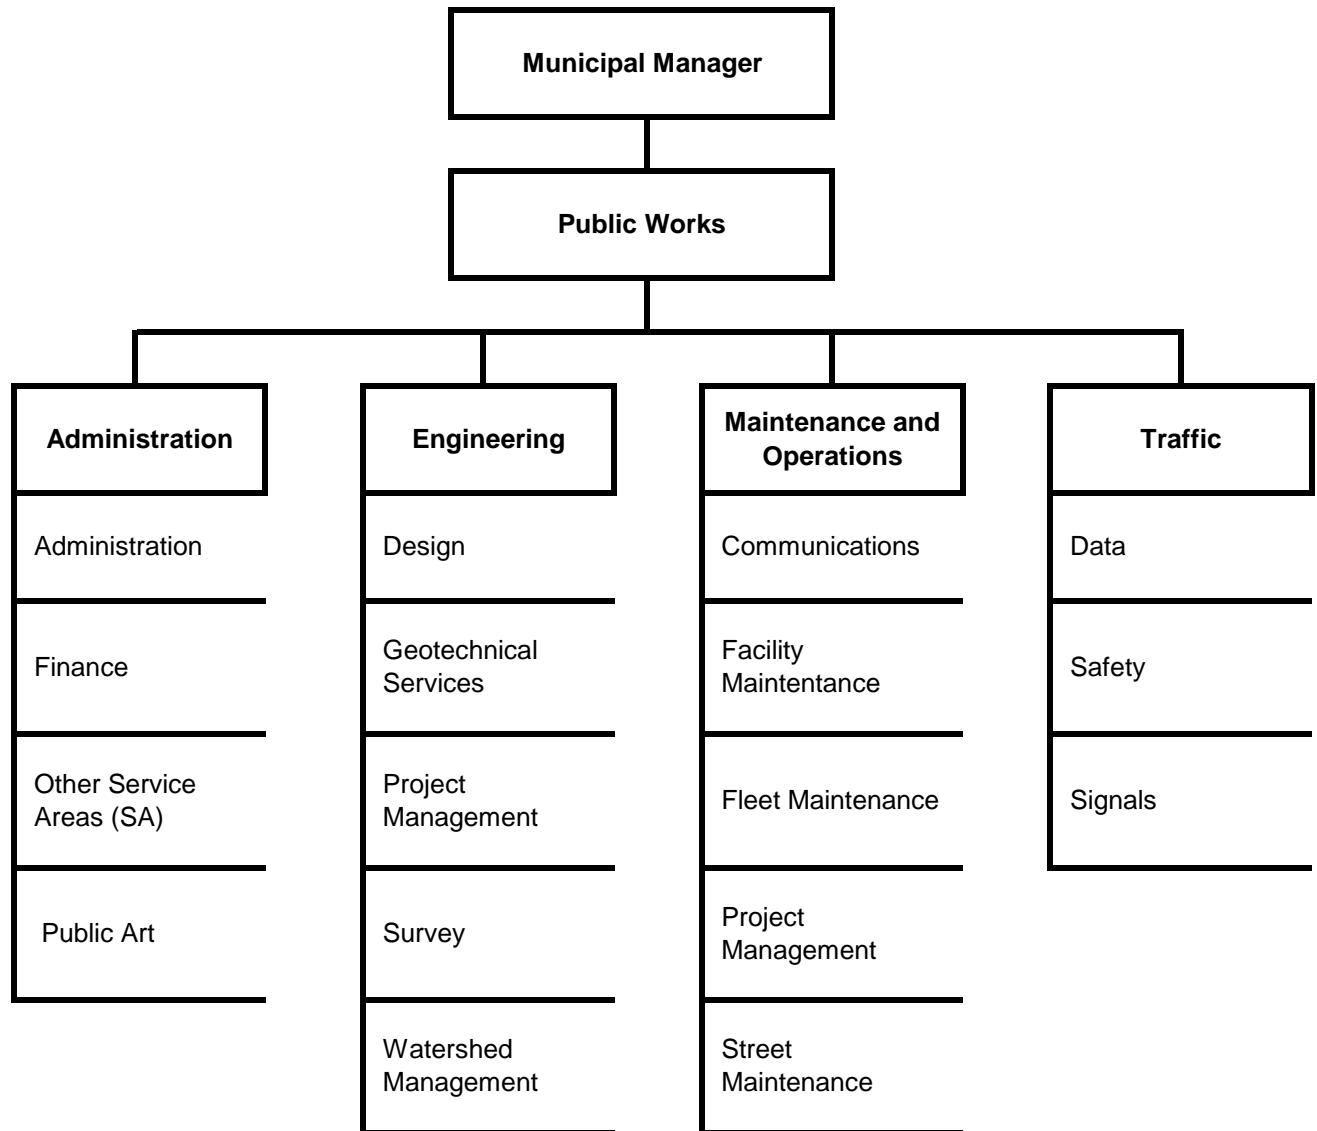 Municipal Manager
Public Works
Administration
Engineering
Maintenance and
Operations
Traffic
Administration
Design
Communications
Data
Finance
Geotechnical
Services
Facility
Maintentance
Safety
Other Service
Areas (SA)
Project
Management
Fleet Maintenance
Signals
Public Art
Survey
Project
Management
Watershed
Management
Street
Maintenance